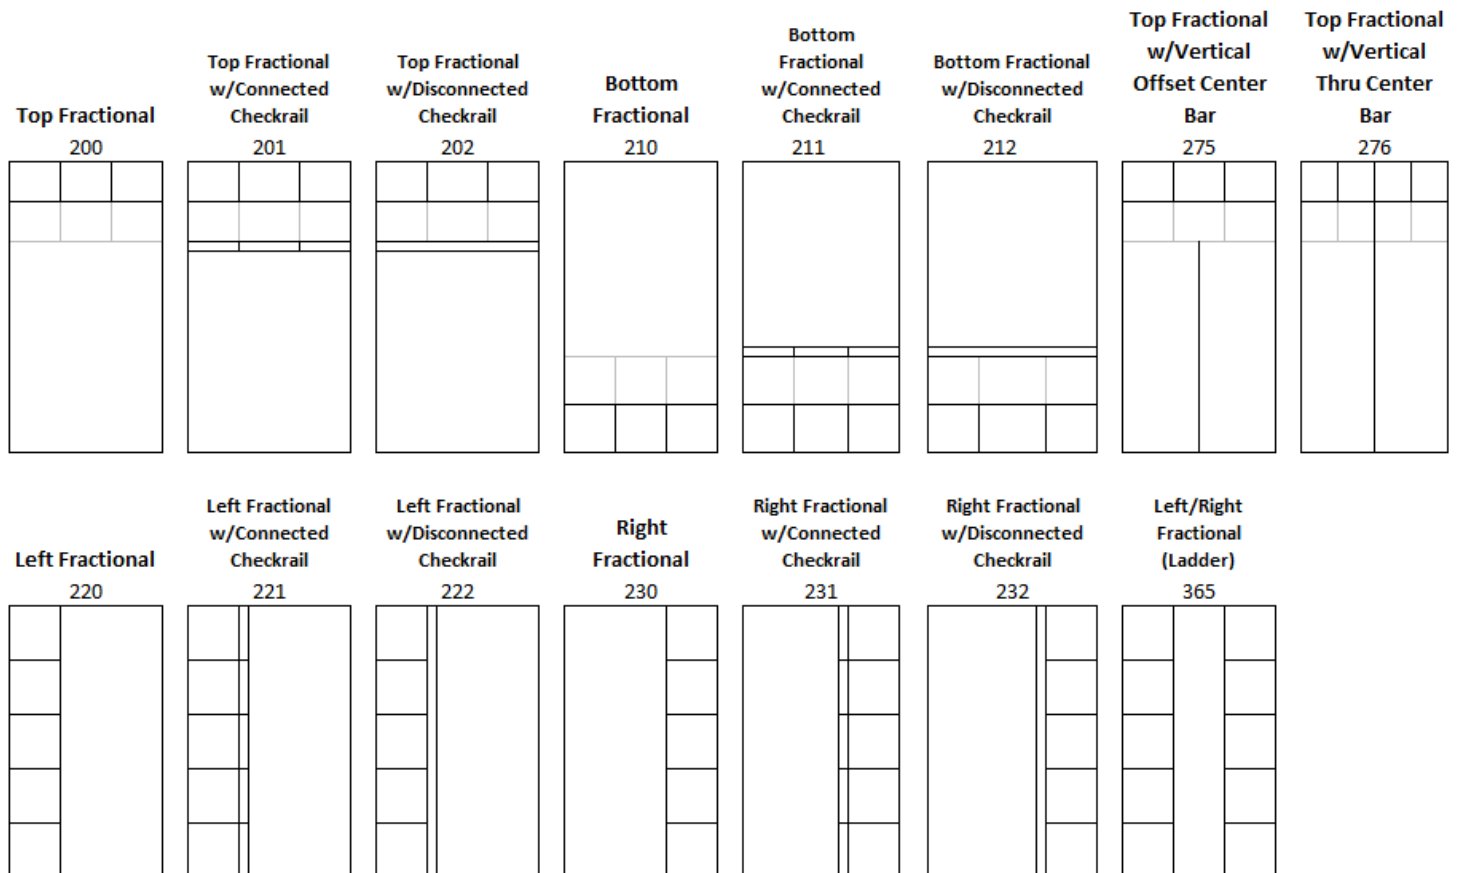 Top Fractional
200
Top Fractional
w/Connected
Checkrail
201
Top Fractional
w/Disconnected
Checkrail
202
Bottom
Fractional
210
Bottom
Fractional
w/Connected
Checkrail
211
Bottom Fractional
w/Disconnected
Checkrail
212
Top Fractional
w/Vertical
Offset Center
Bar
275
Top Fractional
w/Vertical
Thru Center
Bar
276
Left Fractional
220
Left Fractional
w/Connected
Checkrail
221
Left Fractional
w/Disconnected
Checkrail
222
Right
Fractional
230
Right Fractional
w/Connected
Checkrail
231
Right Fractional
w/Disconnected
Checkrail
232
Left/Right
Fractional
(Ladder)
365